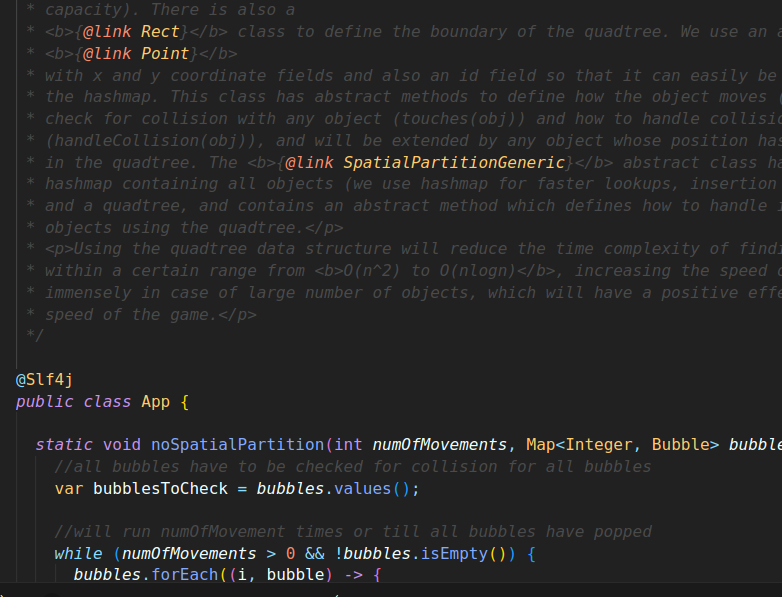 * capacity). There is also a
* <b>{@link Rect}</b> class to define the boundary of the quadtree. We use an
* <b>{@link Point}</b>
* with x and y coordinate fields and also an id field so that it can easily be
* the hashmap. This class has abstract methods to define how the object moves
* check for collision with any object (touches(obj)) and how to handle
* (handleCollision(obj)), and will be extended by any object whose position
* in the quadtree. The <b>{@link SpatialPartitionGeneric}</b> abstract class
* hashmap containing all objects (we use hashmap for faster lookups, insertion
* and a quadtree, and contains an abstract method which defines how to handle
* objects using the quadtree.</p>
* <p>Using the quadtree data structure will reduce the time complexity of
* within a certain range from <b>O(n^2) to O(nlogn)</b>, increasing the speed
* immensely in case of large number of objects, which will have a positive
* speed of the game.</p>
*/
@Slf4j
public class App {
static void noSpatialPartition(int numOfMovements, Map<Integer, Bubble>
//all bubbles have to be checked for collision for all bubbles
var bubblesToCheck = bubbles.values();
//will run numOfMovement times or till all bubbles have popped
while (numOfMovements > 0 && !bubbles.isEmpty()) {
bubbles.forEach((i, bubble) -> {